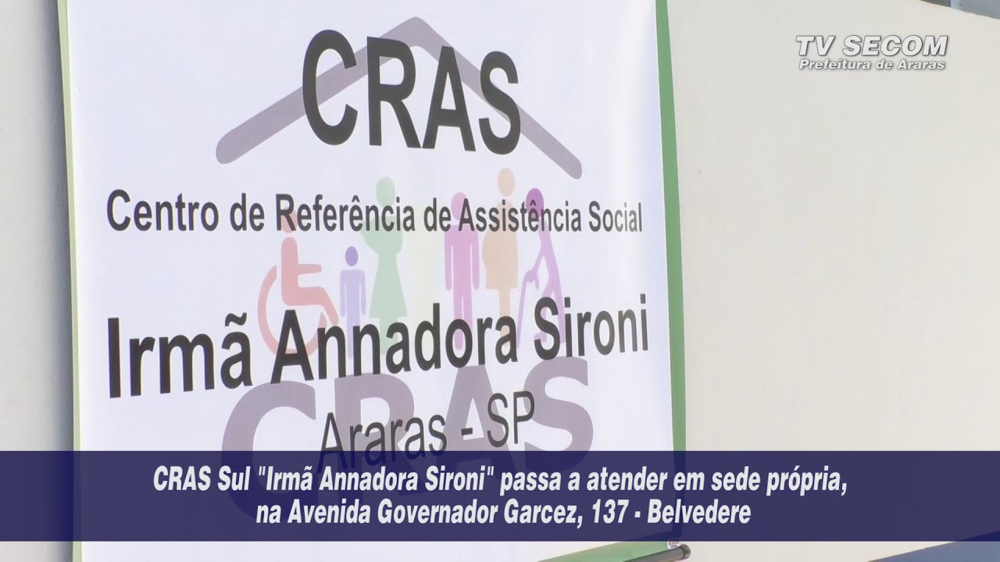 TV SECOM
Prefeitura de Araras
CRAS
Centro de Referência de Assistência Social
Irmã Annadora Sironi
CRAS
Araras - SP
CRAS Sul "Irmã Annadora Sironi" passa a atender em sede própria,
na Avenida Governador Garcez, 137 - Belvedere